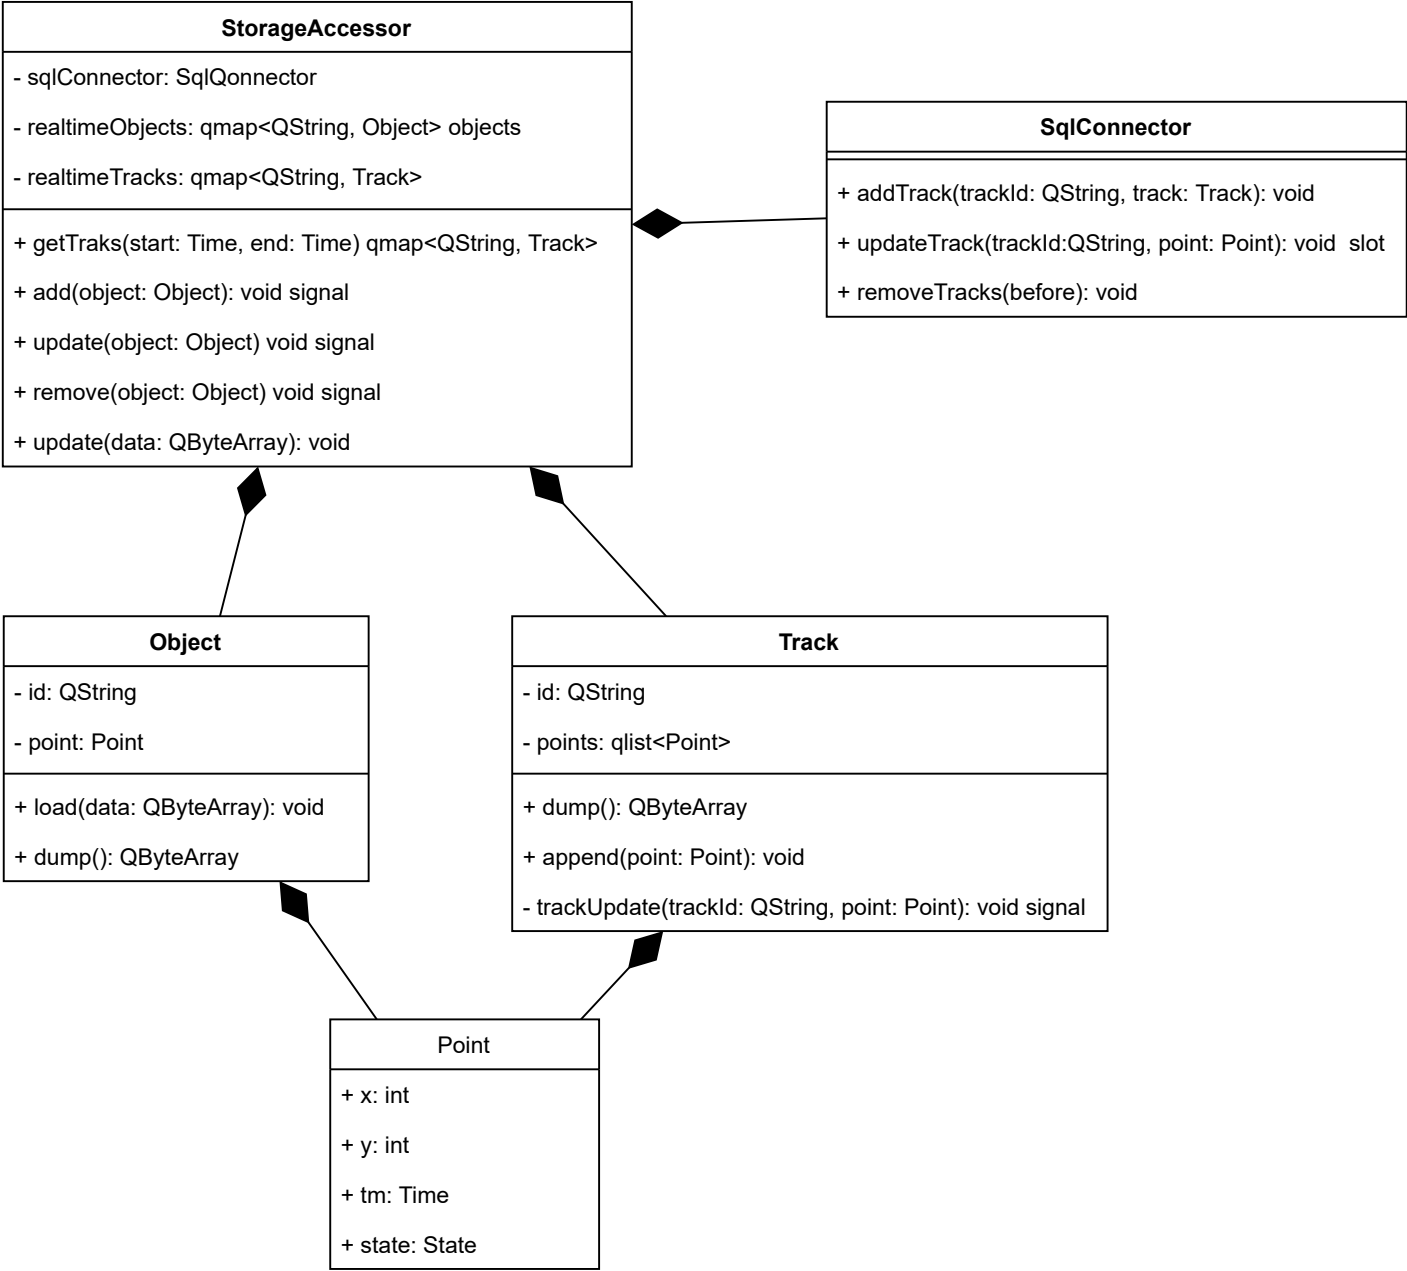 StorageAccessor
- sqlConnector: SqlQonnector
- realtimeObjects: qmap<QString, Object> objects
- realtimeTracks: qmap<QString, Track>
+ getTraks(start: Time, end: Time) qmap<QString, Track>
+ add(object: Object): void signal
+ update(object: Object) void signal
+ remove(object: Object) void signal
+ update(data: QByteArray): void
SqlConnector
+ addTrack(trackId: QString, track: Track): void
+ updateTrack(trackId:QString, point: Point): void  slot
+ removeTracks(before): void
Object
- id: QString
- point: Point
+ load(data: QByteArray): void
+ dump(): QByteArray
Track
- id: QString
- points: qlist<Point>
+ dump(): QByteArray
+ append(point: Point): void
- trackUpdate(trackId: QString, point: Point): void signal
Point
+ x: int
+ y: int
+ tm: Time
+ state: State